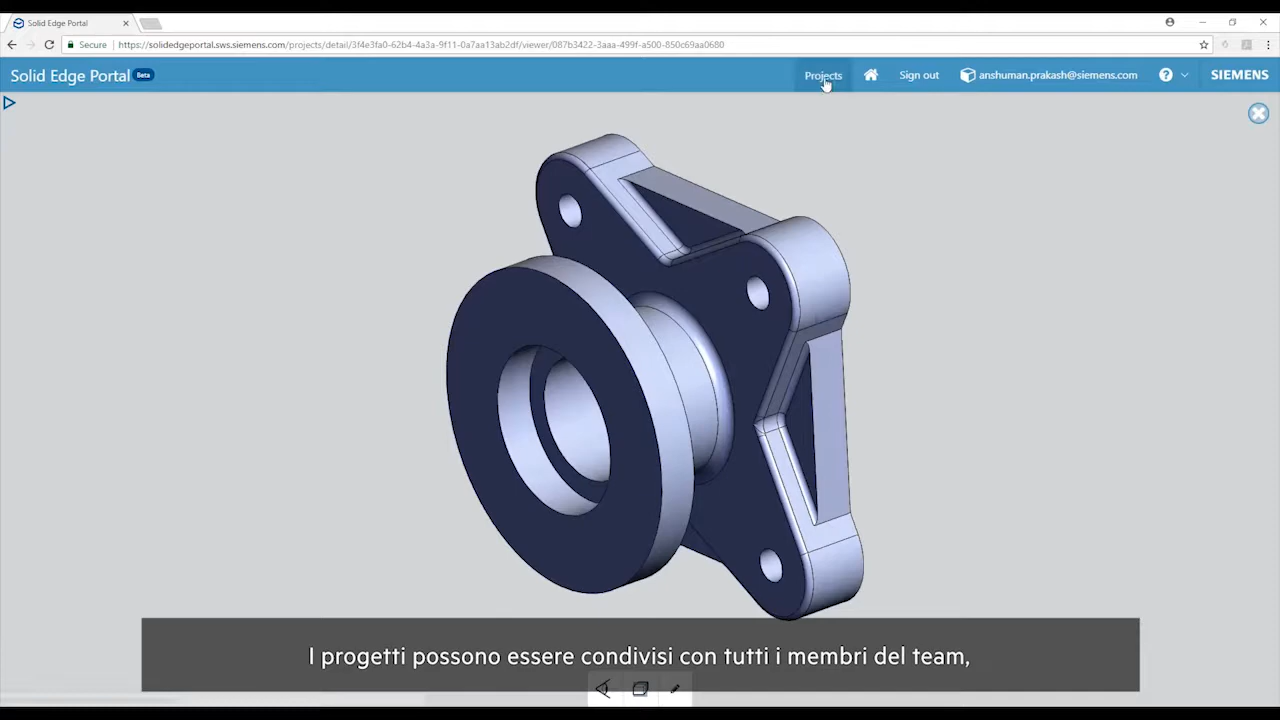 Solid Edge Portal
Secure https://solidedgeportal.sws.siemens.com/projects/detail/3f4e3fa0-62b4-4a3a-9f11-0a7aa13ab2df/viewer/087b3422-3aaa-499f-a500-850c69aa0680
Solid Edge Portal Beta Projects Sign out anshuman.prakash@siemens.com ? SIEMENS
I progetti possono essere condivisi con tutti i membri del team,